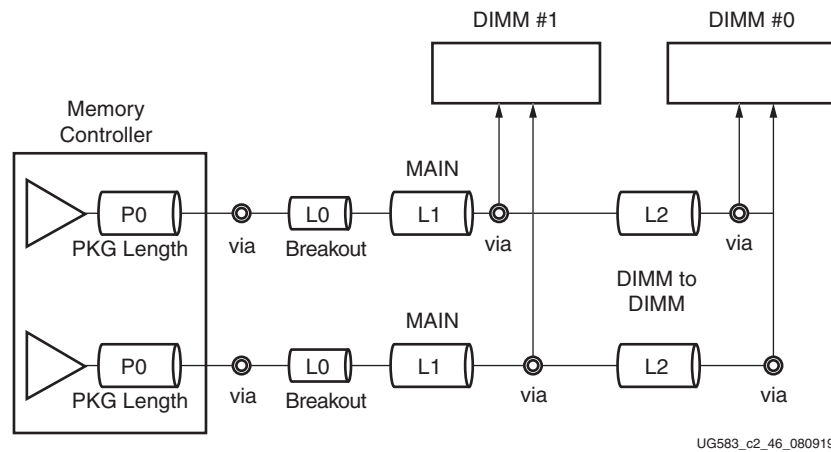 DIMM #1
DIMM #0
Memory
Controller
MAIN
P0
L0
L1
L2
PKG Length
via
Breakout
via
via
DIMM to
DIMM
MAIN
P0
L0
L1
L2
PKG Length
via
Breakout
via
via
UG583_c2_46_080919